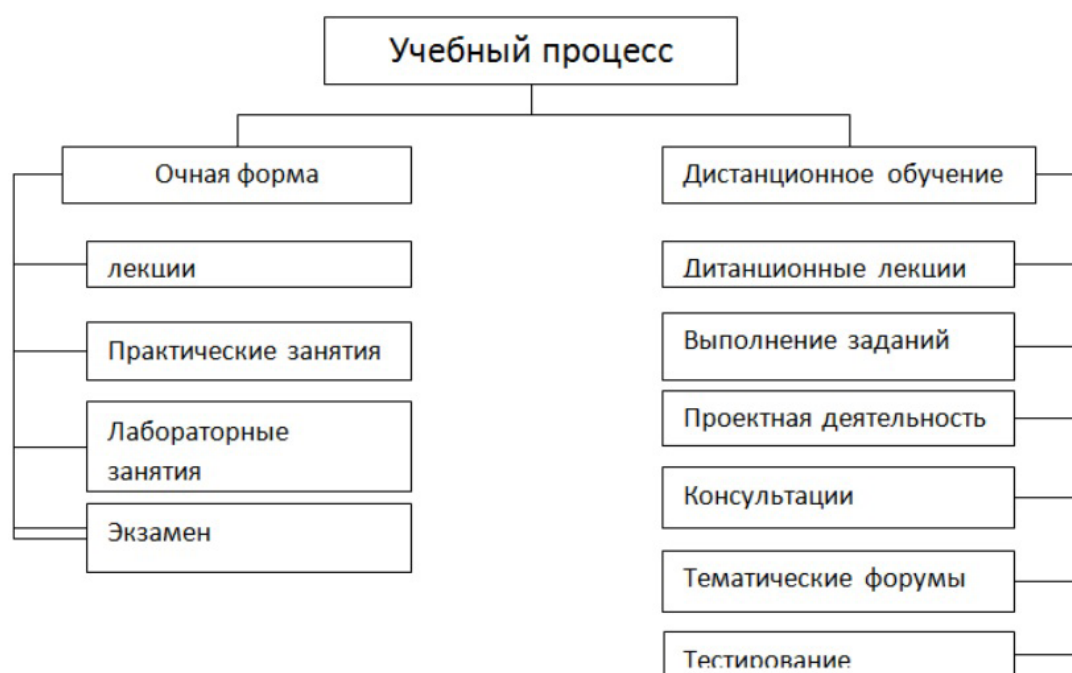 Учебный процесс
Очная форма
лекции
Практические занятия
Лабораторные
занятия
Экзамен
Дистанционное обучение
Дитанционные лекции
Выполнение заданий
Проектная деятельность
Консультации
Тематические форумы
Тестирование